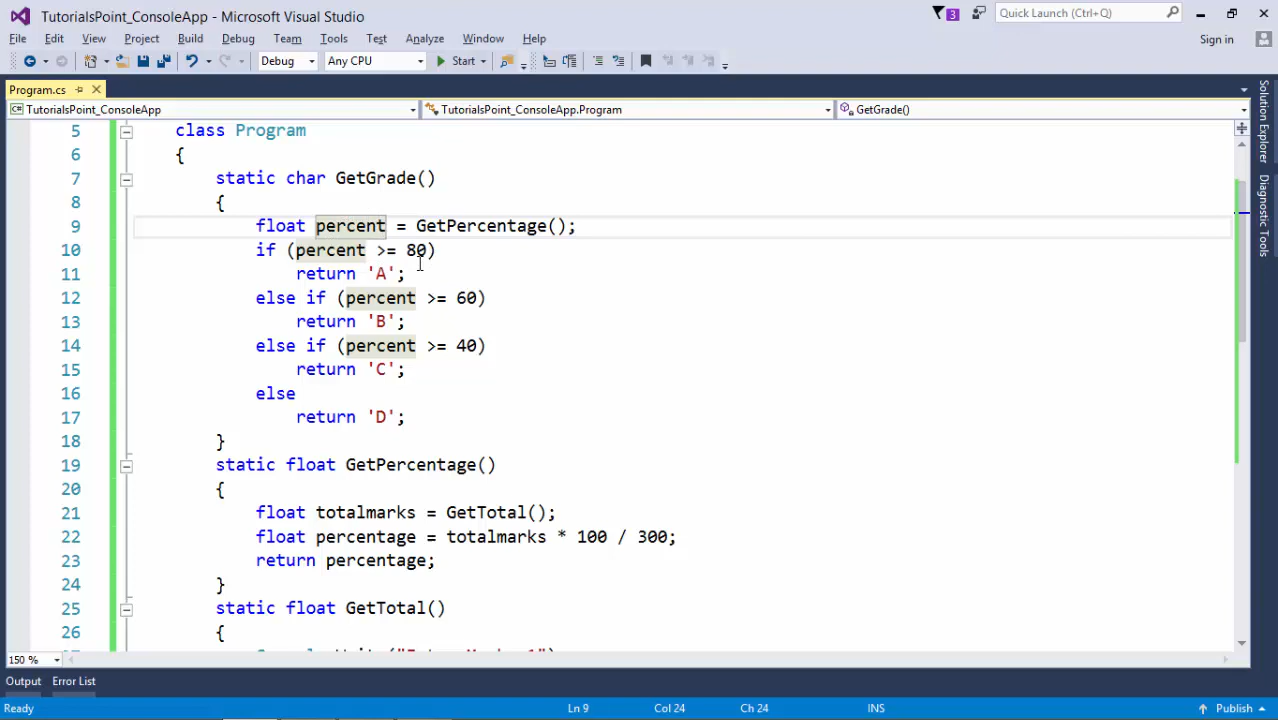 TutorialsPoint_ConsoleApp - Microsoft Visual Studio
3
Quick Launch (Ctrl+Q)
File Edit View Project Build Debug Team Tools Test Analyze Window Help
Sign in
Debug Any CPU Start
Program.cs
TutorialsPoint_ConsoleApp TutorialsPoint_ConsoleApp.Program GetGrade()
5 class Program
6 {
7 static char GetGrade()
8 {
9 float percent = GetPercentage();
10 if (percent >= 80)
11 return 'A';
12 else if (percent >= 60)
13 return 'B';
14 else if (percent >= 40)
15 return 'C';
16 else
17 return 'D';
18 }
19 static float GetPercentage()
20 {
21 float totalmarks = GetTotal();
22 float percentage = totalmarks * 100 / 300;
23 return percentage;
24 }
25 static float GetTotal()
26 {
Solution Explorer
Diagnostic Tools
150 %
Output Error List
Ready Ln 9 Col 24 Ch 24 INS Publish